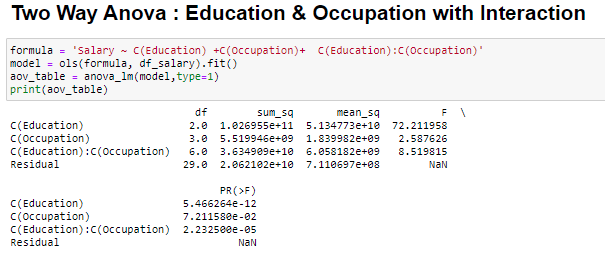 Two Way Anova : Education & Occupation with Interaction
formula = 'Salary ~ C(Education) +C(Occupation)+  C(Education):C(Occupation)'
model = ols(formula, df_salary).fit()
aov_table = anova_lm(model,type=1)
print(aov_table)
df sum_sq mean_sq F \
C(Education) 2.0 1.026955e+11 5.134773e+10 72.211958
C(Occupation) 3.0 5.519946e+09 1.839982e+09 2.587626
C(Education):C(Occupation) 6.0 3.634909e+10 6.058182e+09 8.519815
Residual 29.0 2.062102e+10 7.110697e+08 NaN
PR(>F)
C(Education) 5.466264e-12
C(Occupation) 7.211580e-02
C(Education):C(Occupation) 2.232500e-05
Residual NaN